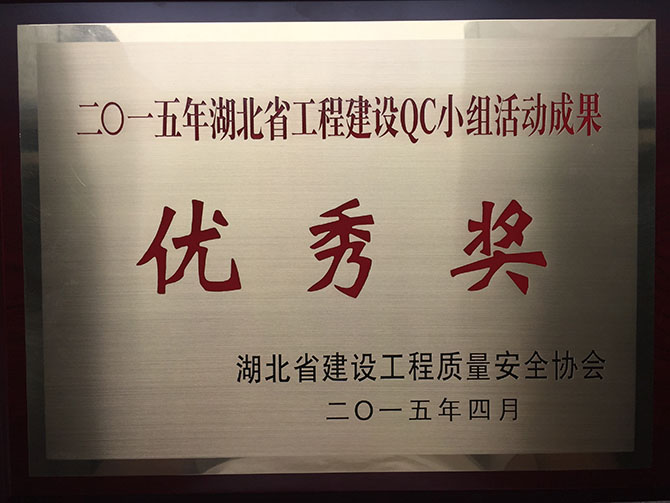 二〇一五年湖北省工程建设QC小组活动成果
优秀奖
湖北省建设工程质量安全协会
二〇一五年四月